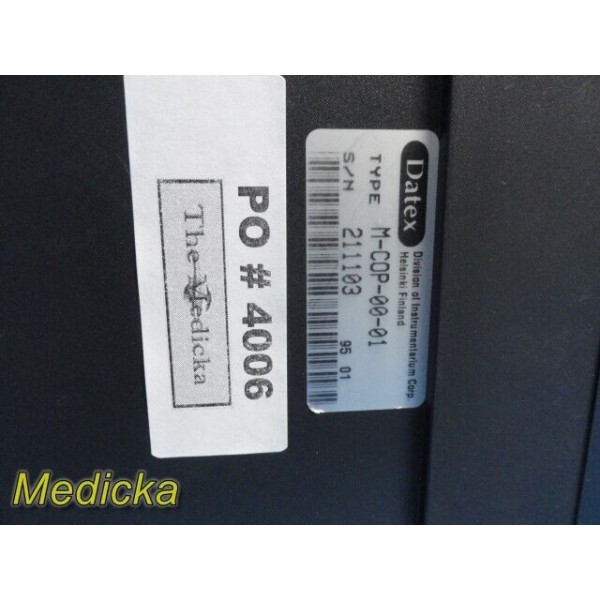 PO # 4006
The Medicka
Datex
Division of Instrumentarium Corp.
Helsinki Finland
TYPE M-COP-00-01
S/N 211103 95 01
Medicka